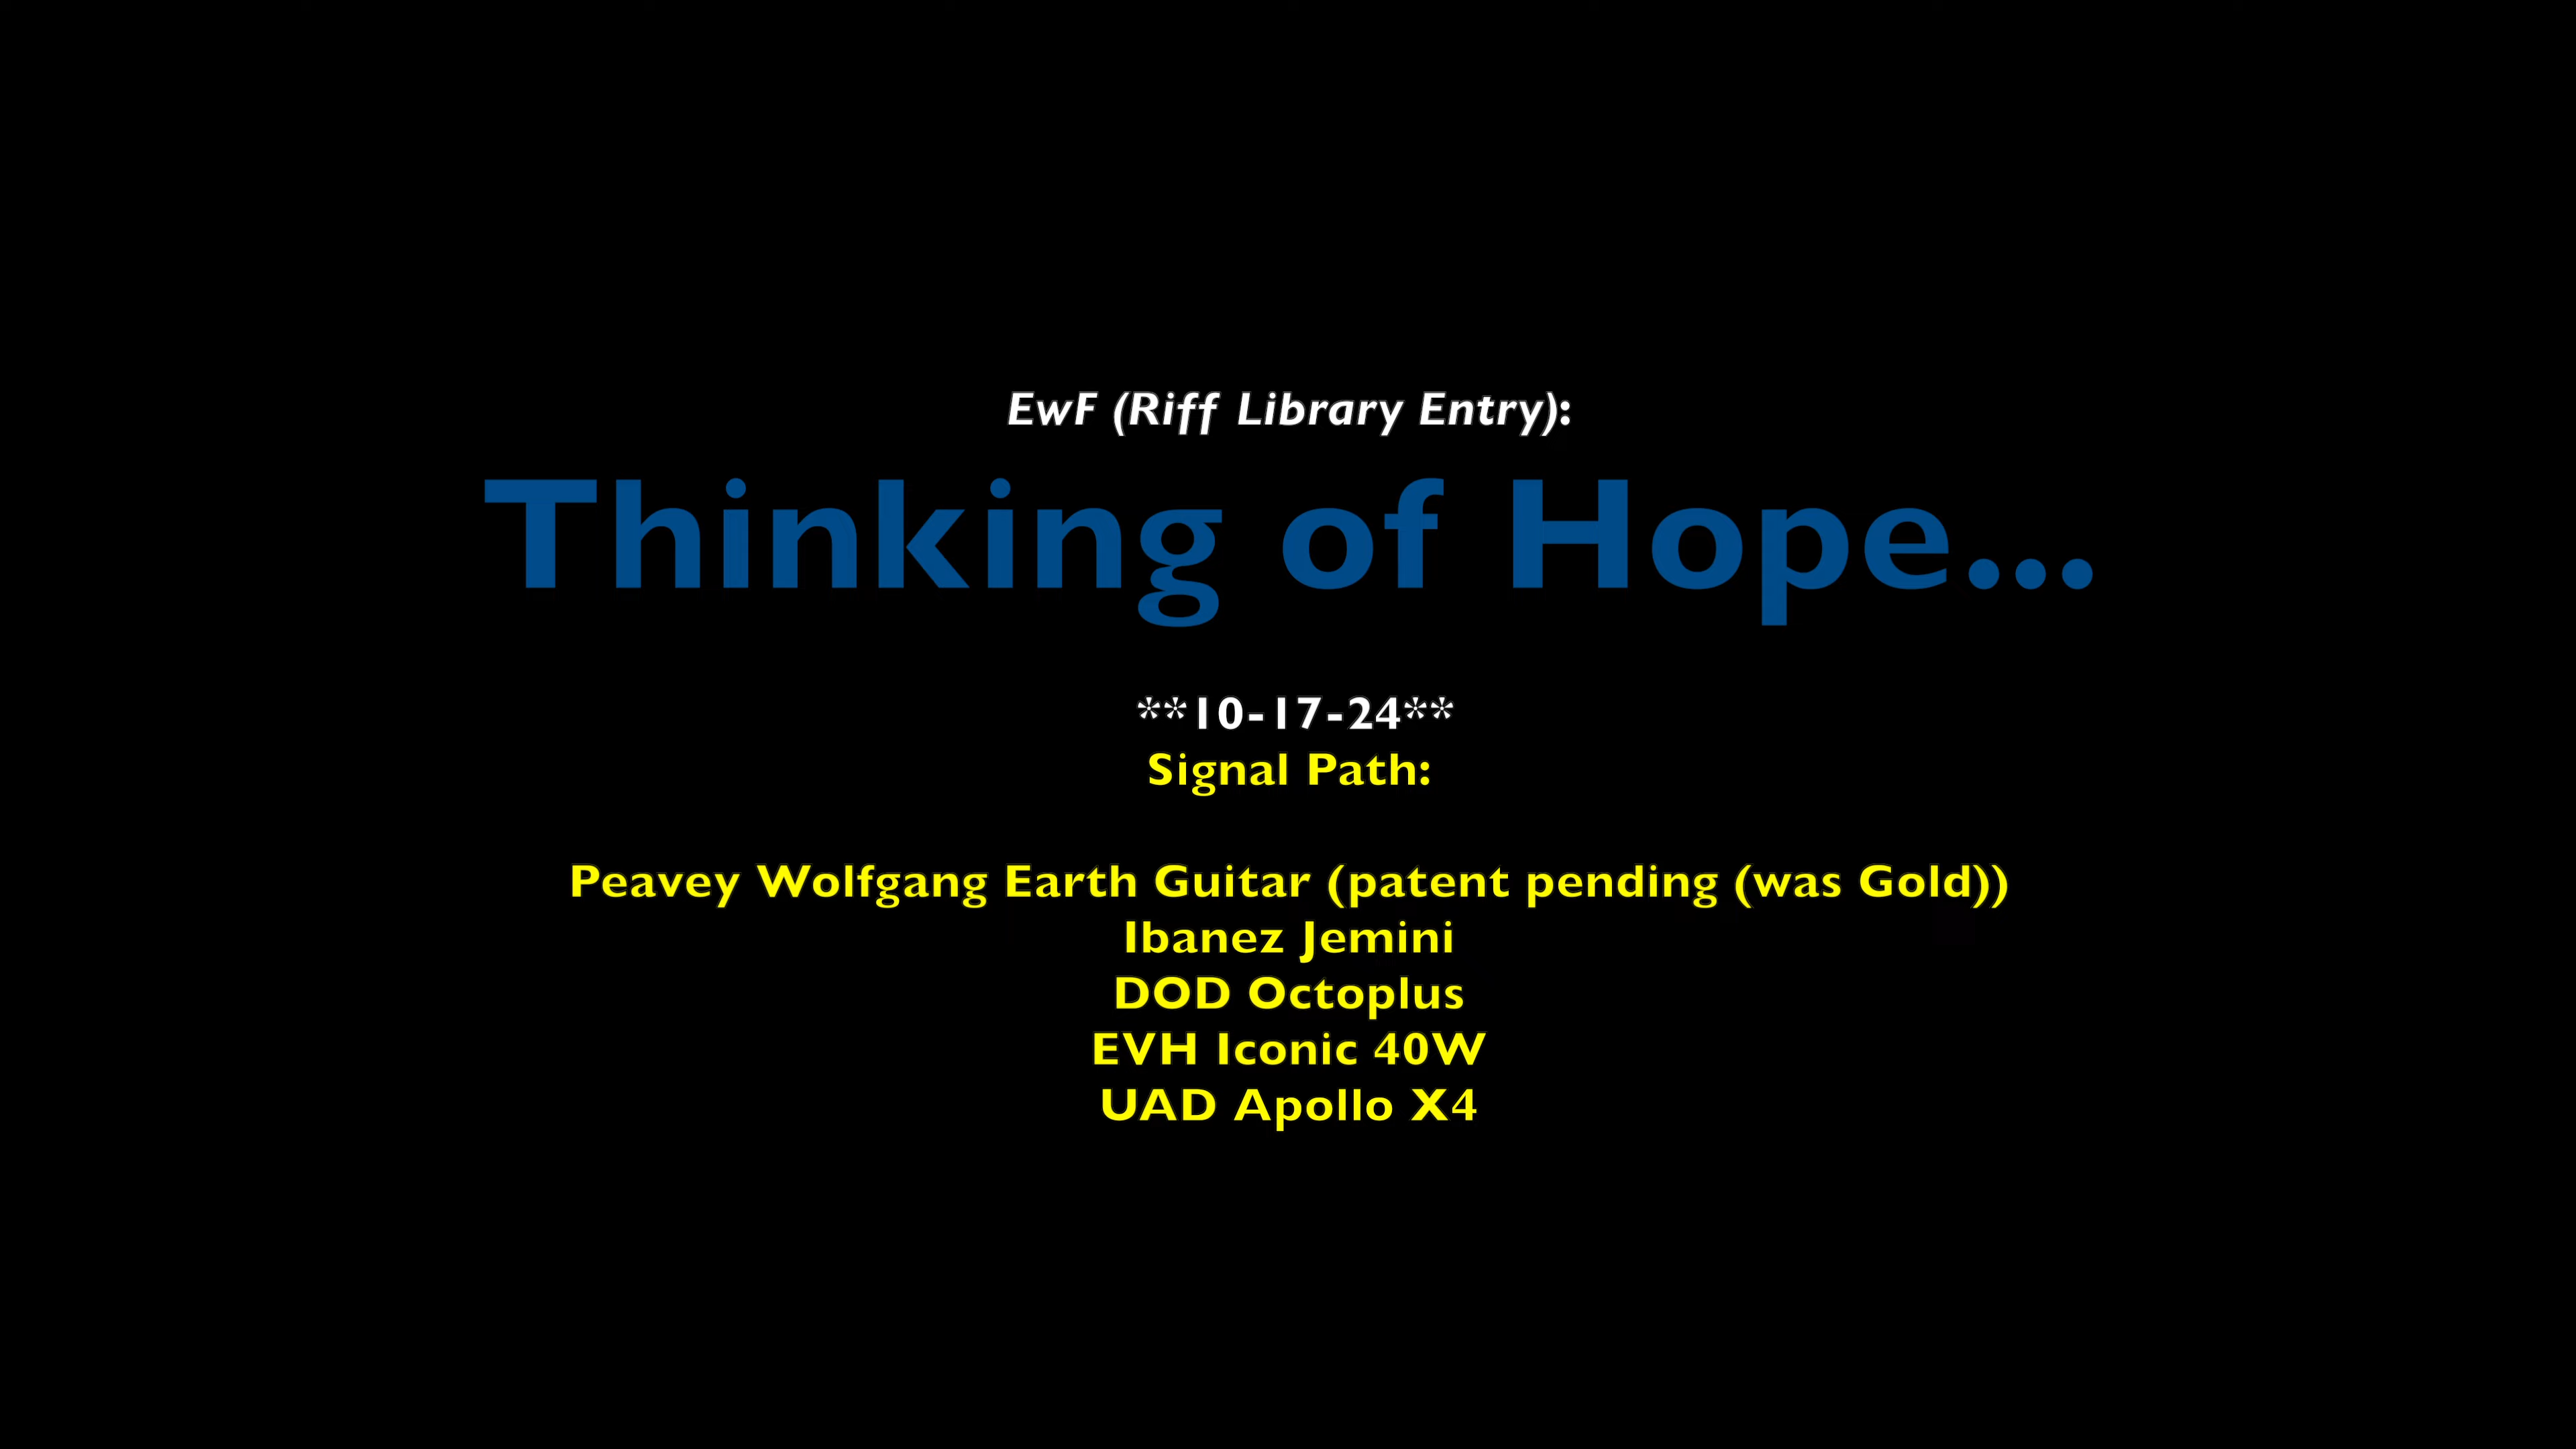 EwF (Riff Library Entry):
Thinking of Hope...
**10-17-24**
Signal Path:
Peavey Wolfgang Earth Guitar (patent pending (was Gold))
Ibanez Jemini
DOD Octoplus
EVH Iconic 40W
UAD Apollo X4